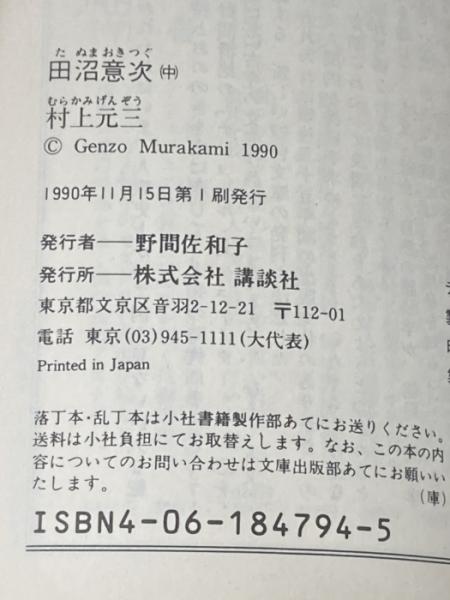 た ぬまおきつぐ
田沼意次㊥
むらかみげんぞう
村上元三
© Genzo Murakami 1990
1990年11月15日第1刷発行
発行者——野間佐和子
発行所——株式会社 講談社
東京都文京区音羽2-12-21 〒112-01
電話 東京(03)945-1111(大代表)
Printed in Japan
落丁本・乱丁本は小社書籍製作部あてにお送りください。
送料は小社負担にてお取替えします。なお、この本の内
容についてのお問い合わせは文庫出版部あてにお願いい
たします。
(庫)
ISBN4-06-184794-5